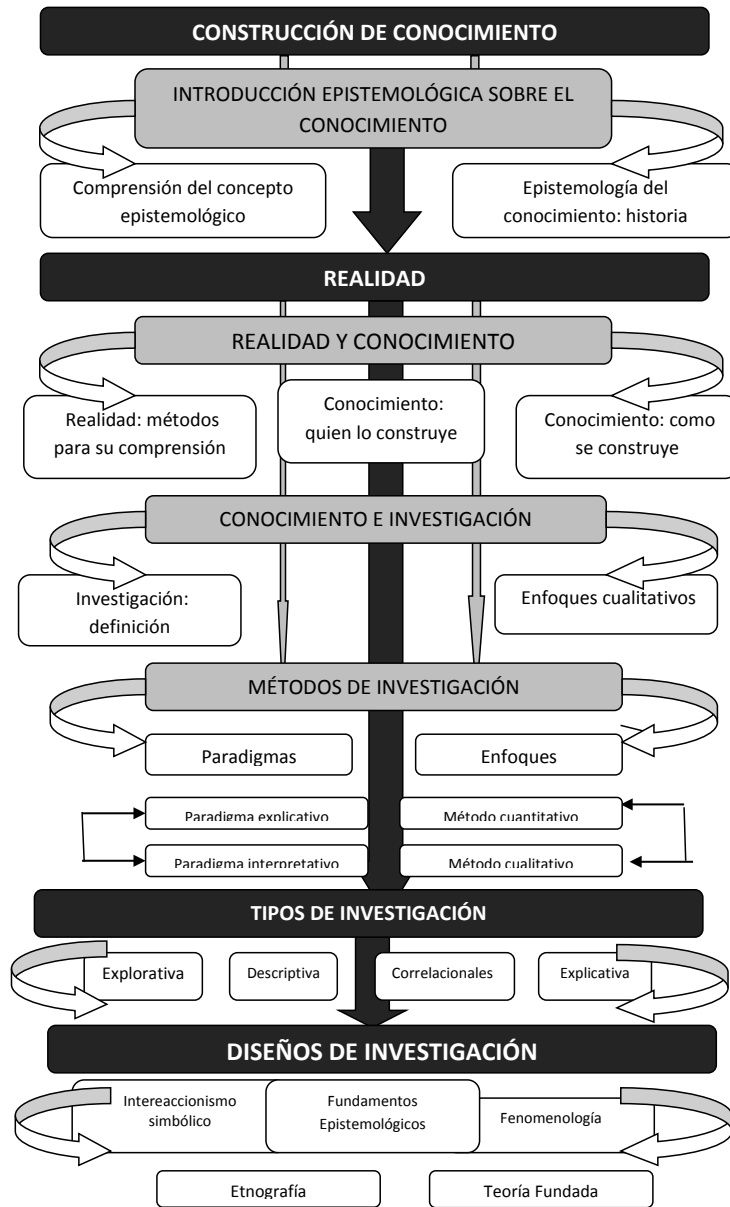 CONSTRUCCIÓN DE CONOCIMIENTO
INTRODUCCIÓN EPISTEMOLÓGICA SOBRE EL
CONOCIMIENTO
Comprensión del concepto
epistemológico
Epistemología del
conocimiento: historia
REALIDAD
REALIDAD Y CONOCIMIENTO
Realidad: métodos
para su comprensión
Conocimiento:
quien lo construye
Conocimiento: como
se construye
CONOCIMIENTO E INVESTIGACIÓN
Investigación:
definición
Enfoques cualitativos
MÉTODOS DE INVESTIGACIÓN
Paradigmas
Enfoques
Paradigma explicativo
Método cuantitativo
Paradigma interpretativo
Método cualitativo
TIPOS DE INVESTIGACIÓN
Explorativa
Descriptiva
Correlacionales
Explicativa
DISEÑOS DE INVESTIGACIÓN
Intereaccionismo
simbólico
Fundamentos
Epistemológicos
Fenomenología
Etnografía
Teoría Fundada